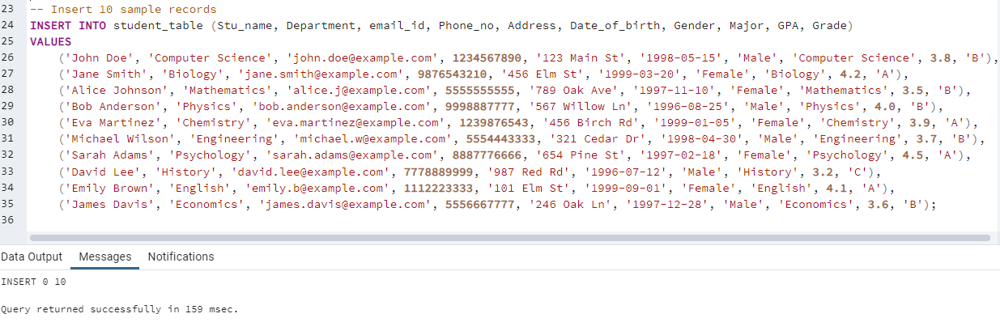 23 -- Insert 10 sample records
24 INSERT INTO student_table (Stu_name, Department, email_id, Phone_no, Address, Date_of_birth, Gender, Major, GPA, Grade)
25 VALUES
26 ('John Doe', 'Computer Science', 'john.doe@example.com', 1234567890, '123 Main St', '1998-05-15', 'Male', 'Computer Science', 3.8, 'B'),
27 ('Jane Smith', 'Biology', 'jane.smith@example.com', 9876543210, '456 Elm St', '1999-03-20', 'Female', 'Biology', 4.2, 'A'),
28 ('Alice Johnson', 'Mathematics', 'alice.j@example.com', 5555555555, '789 Oak Ave', '1997-11-10', 'Female', 'Mathematics', 3.5, 'B'),
29 ('Bob Anderson', 'Physics', 'bob.anderson@example.com', 9998887777, '567 Willow Ln', '1996-08-25', 'Male', 'Physics', 4.0, 'B'),
30 ('Eva Martinez', 'Chemistry', 'eva.martinez@example.com', 1239876543, '456 Birch Rd', '1999-01-05', 'Female', 'Chemistry', 3.9, 'A'),
31 ('Michael Wilson', 'Engineering', 'michael.w@example.com', 5554443333, '321 Cedar Dr', '1998-04-30', 'Male', 'Engineering', 3.7, 'B'),
32 ('Sarah Adams', 'Psychology', 'sarah.adams@example.com', 8887776666, '654 Pine St', '1997-02-18', 'Female', 'Psychology', 4.5, 'A'),
33 ('David Lee', 'History', 'david.lee@example.com', 7778889999, '987 Red Rd', '1996-07-12', 'Male', 'History', 3.2, 'C'),
34 ('Emily Brown', 'English', 'emily.b@example.com', 1112223333, '101 Elm St', '1999-09-01', 'Female', 'English', 4.1, 'A'),
35 ('James Davis', 'Economics', 'james.davis@example.com', 5556667777, '246 Oak Ln', '1997-12-28', 'Male', 'Economics', 3.6, 'B');
36
Data Output Messages Notifications
INSERT 0 10
Query returned successfully in 159 msec.